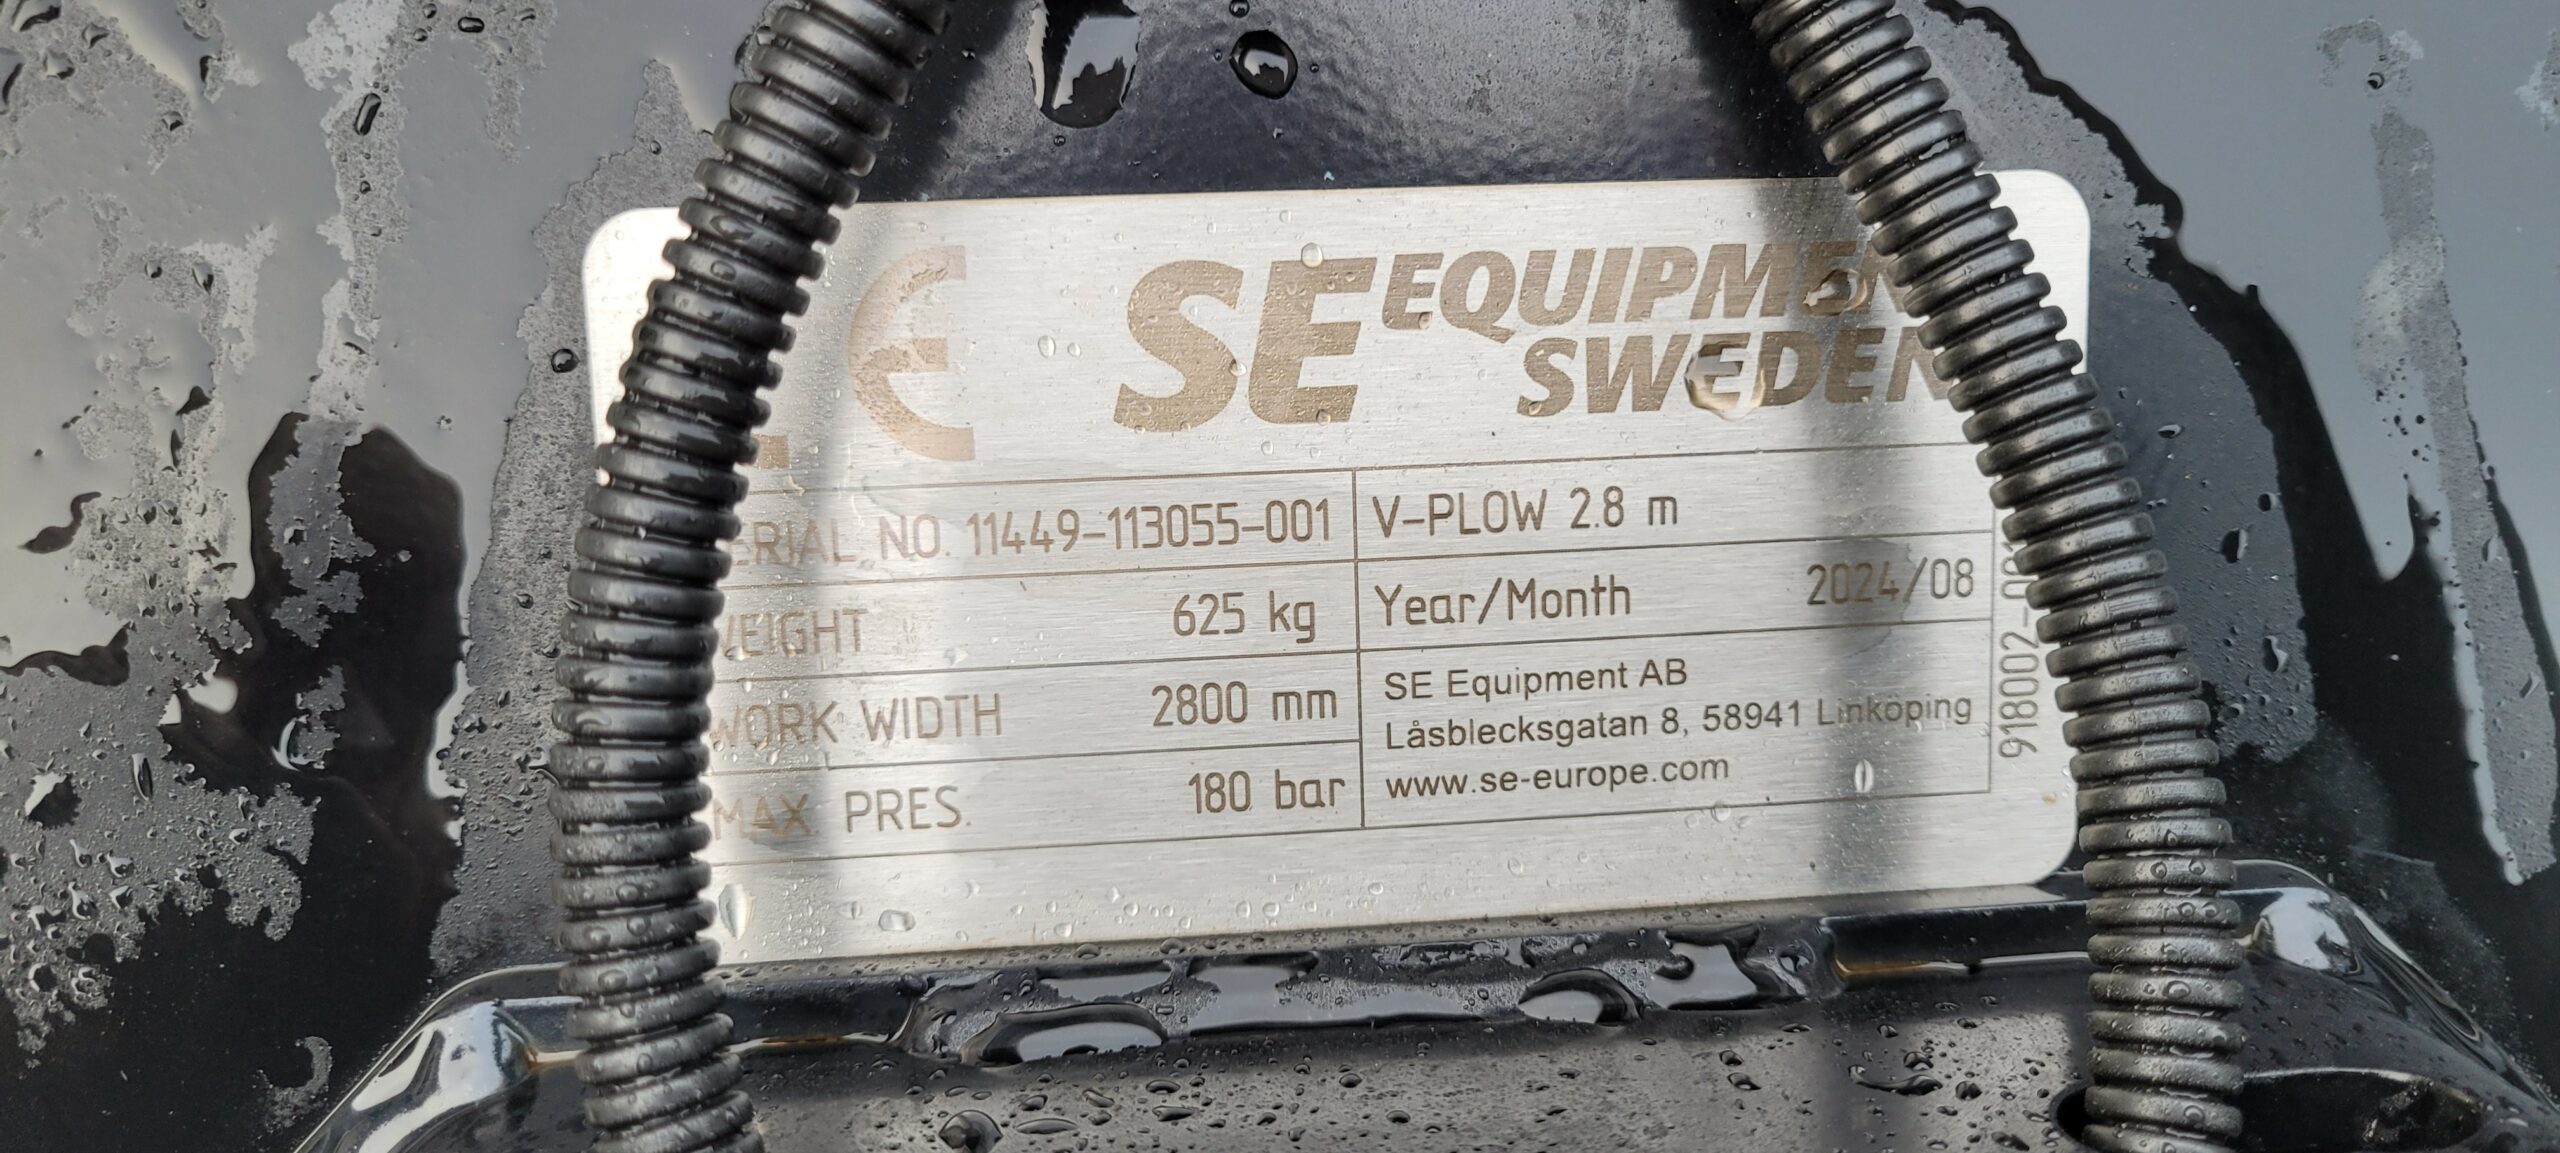 CE
SE EQUIPMEN
SWEDEN
ERIAL NO. 11449-113055-001
V-PLOW 2.8 m
WEIGHT 625 kg
Year/Month 2024/08
WORK WIDTH 2800 mm
MAX PRES. 180 bar
SE Equipment AB
Låsblecksgatan 8, 58941 Linköping
www.se-europe.com
918002-001